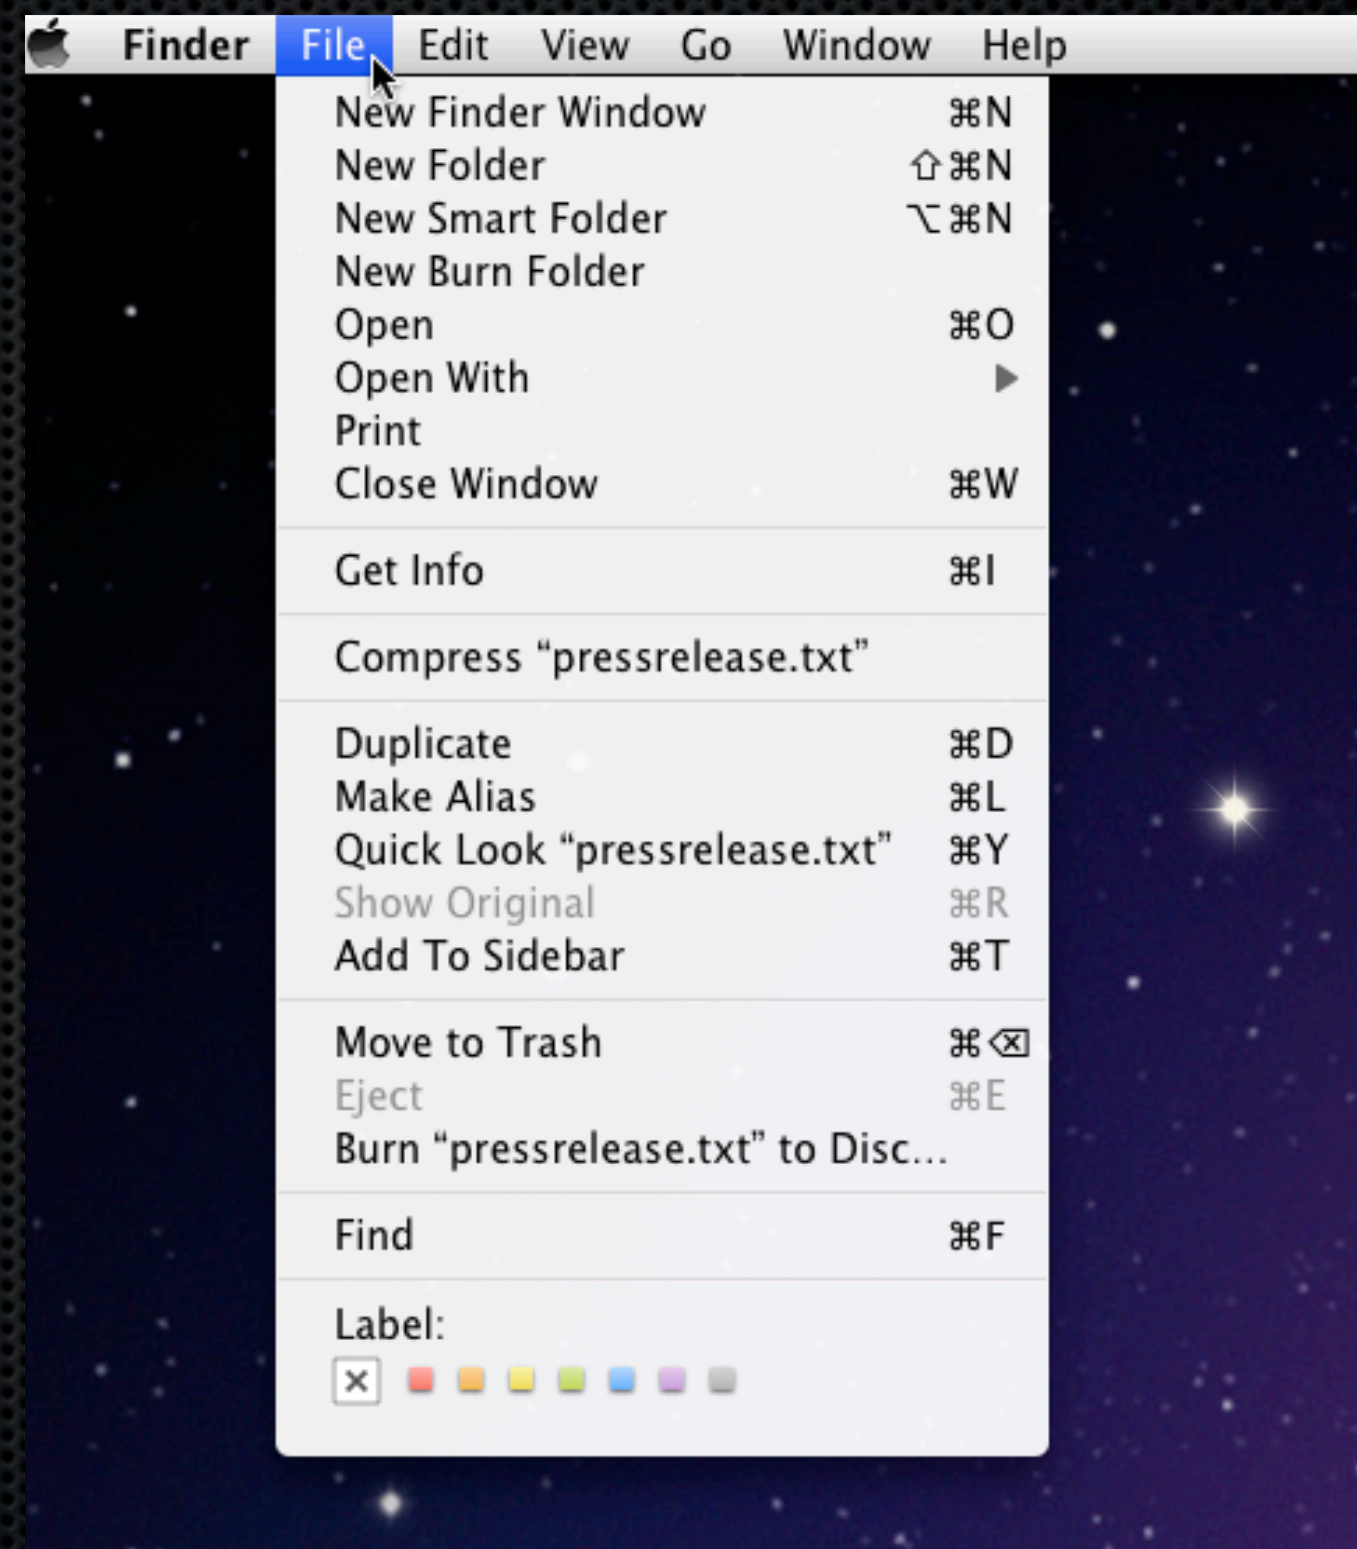 Finder File Edit View Go Window Help
New Finder Window ⌘N
New Folder ⇧⌘N
New Smart Folder ⌥⌘N
New Burn Folder
Open ⌘O
Open With ▶
Print
Close Window ⌘W
Get Info ⌘I
Compress “pressrelease.txt”
Duplicate ⌘D
Make Alias ⌘L
Quick Look “pressrelease.txt” ⌘Y
Show Original ⌘R
Add To Sidebar ⌘T
Move to Trash ⌘⌫
Eject ⌘E
Burn “pressrelease.txt” to Disc...
Find ⌘F
Label: